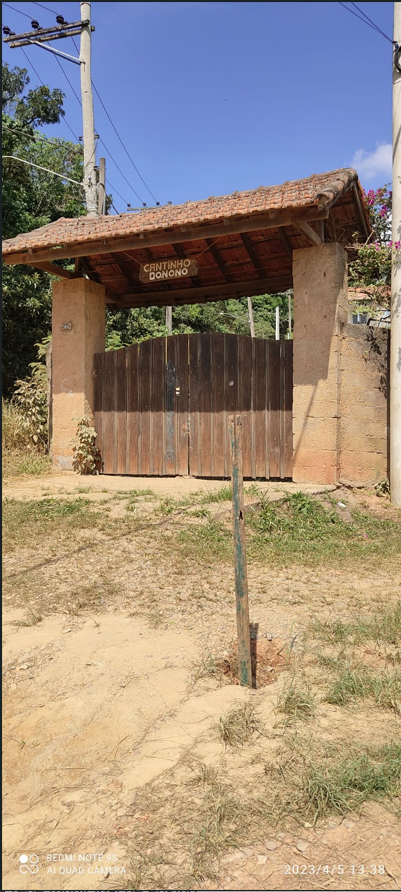 CANTINHO
DONONO
REDMI NOTE 9S
AI QUAD CAMERA
2023/4/5 13:38